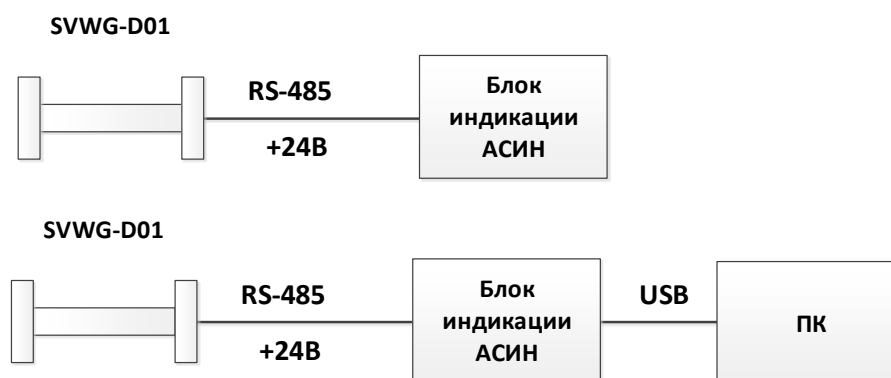 SVWG-D01
RS-485
+24В
Блок
индикации
АСИН
SVWG-D01
RS-485
+24В
Блок
индикации
АСИН
USB
ПК